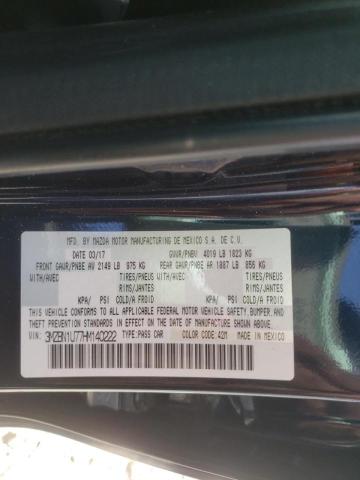 MFD. BY MAZDA MOTOR MANUFACTURING DE MEXICO S.A. DE C.V.
DATE 03/17 GVWR/PNBV 4019 LB 1823 KG
FRONT GAWR/PNBE AV 2149 LB 975 KG REAR GAWR/PNBE AR 1887 LB 856 KG
WITH/AVEC TIRES/PNEUS WITH/AVEC TIRES/PNEUS
RIMS/JANTES RIMS/JANTES
KPA/ PSI COLD/A FROID KPA/ PSI COLD/A FROID
THIS VEHICLE CONFORMS TO ALL APPLICABLE FEDERAL MOTOR VEHICLE SAFETY, BUMPER, AND
THEFT PREVENTION STANDARDS IN EFFECT ON THE DATE OF MANUFACTURE SHOWN ABOVE.
VIN: 3MZBN1U77HM140222 TYPE:PASS CAR COLOR CODE:42M MADE IN MEXICO